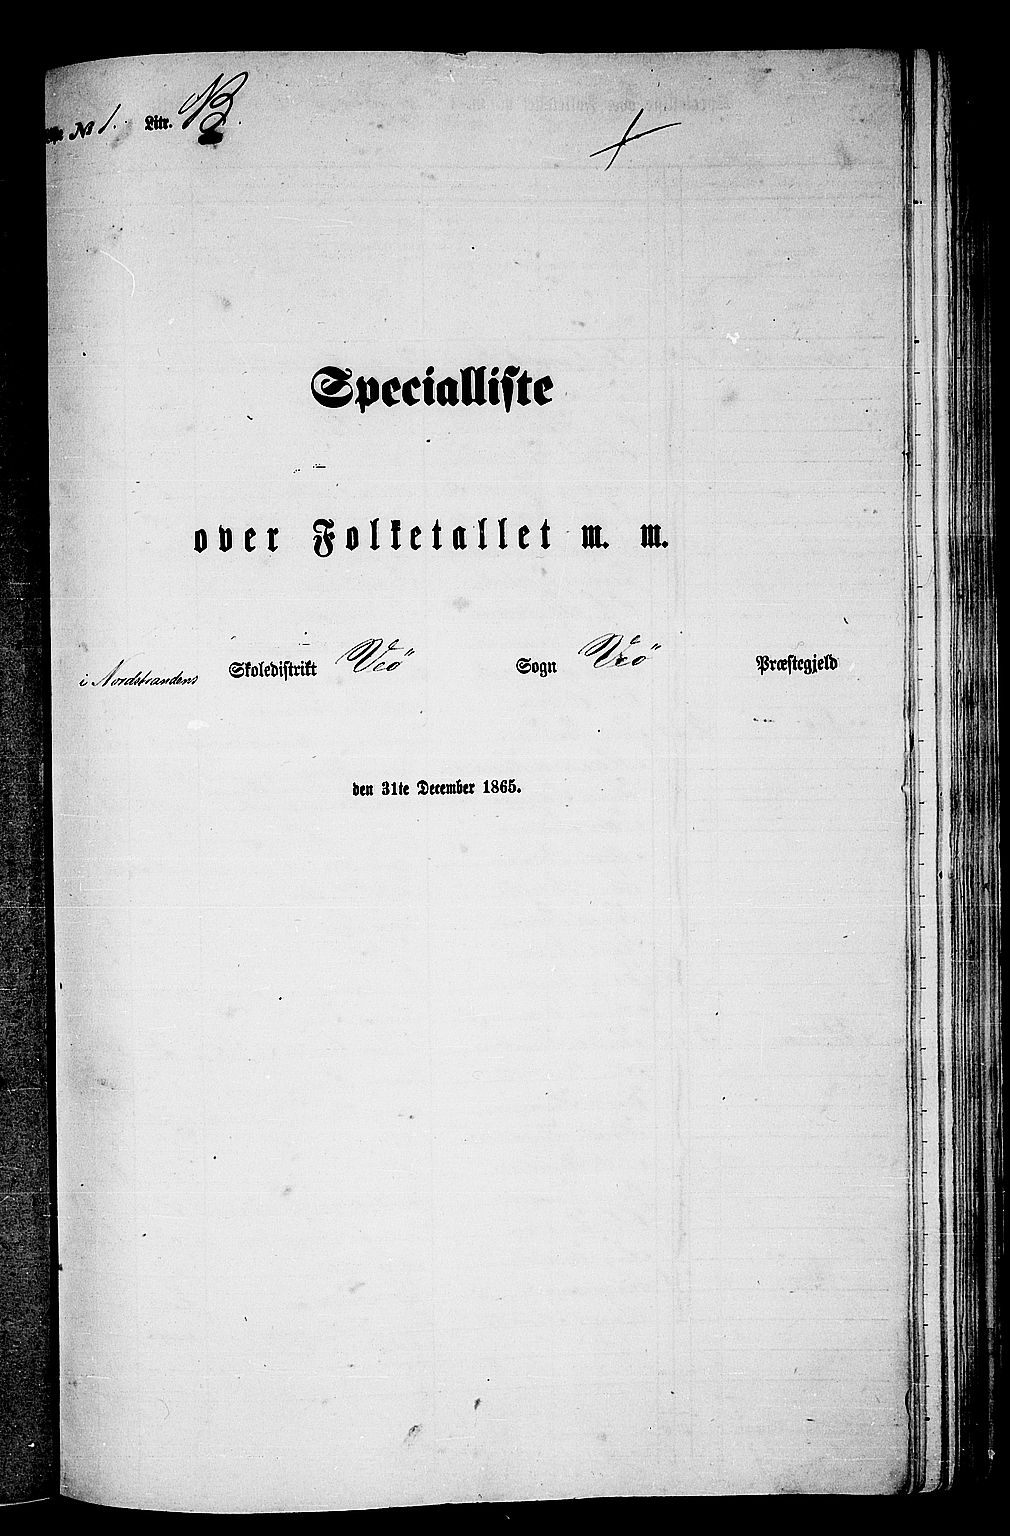 № 1. Litr. B.
Specialliste
over Folketallet m. m.
i Nordstrandens Skoledistrikt Veö Sogn Veö Præstegjeld
den 31te December 1865.